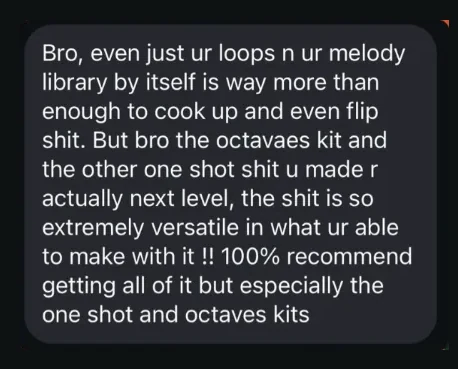 Bro, even just ur loops n ur melody
library by itself is way more than
enough to cook up and even flip
shit. But bro the octavaes kit and
the other one shot shit u made r
actually next level, the shit is so
extremely versatile in what ur able
to make with it !! 100% recommend
getting all of it but especially the
one shot and octaves kits